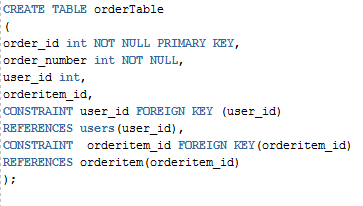 CREATE TABLE orderTable
(
order_id int NOT NULL PRIMARY KEY,
order_number int NOT NULL,
user_id int,
orderitem_id,
CONSTRAINT user_id FOREIGN KEY (user_id)
REFERENCES users(user_id),
CONSTRAINT  orderitem_id FOREIGN KEY(orderitem_id)
REFERENCES orderitem(orderitem_id)
);